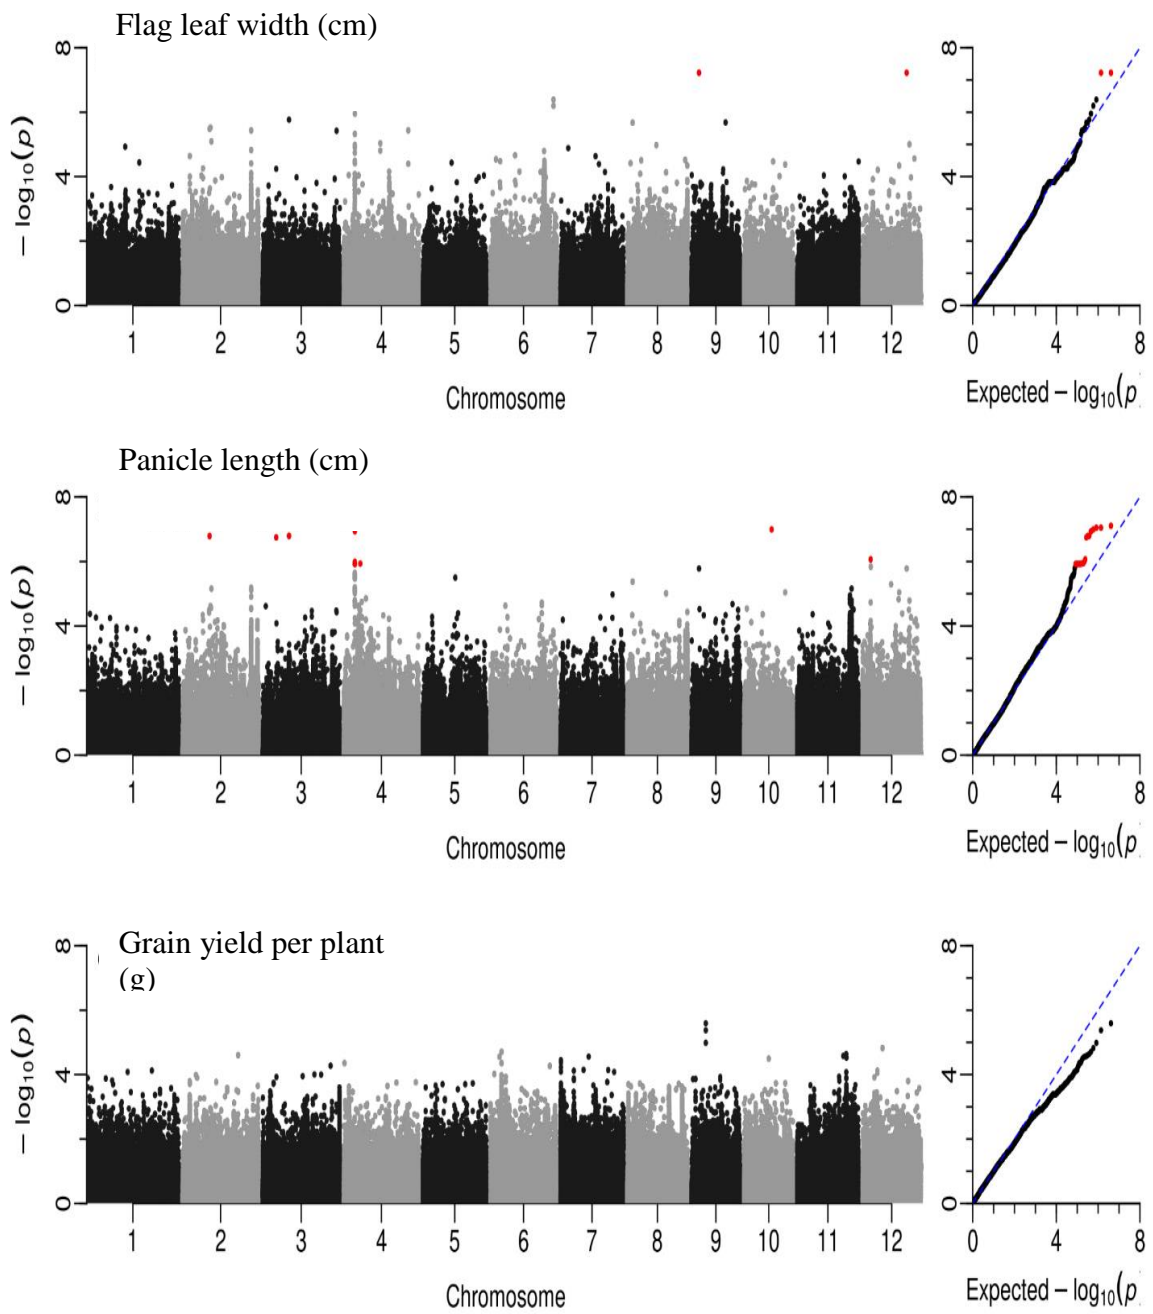 Flag leaf width (cm)
8
4
0
− log₁₀(p)
1 2 3 4 5 6 7 8 9 10 11 12
Chromosome
8
4
0
0 4 8
Expected − log₁₀(p
Panicle length (cm)
8
4
0
− log₁₀(p)
1 2 3 4 5 6 7 8 9 10 11 12
Chromosome
8
4
0
0 4 8
Expected − log₁₀(p
Grain yield per plant
(g)
8
4
0
− log₁₀(p)
1 2 3 4 5 6 7 8 9 10 11 12
Chromosome
8
4
0
0 4 8
Expected − log₁₀(p